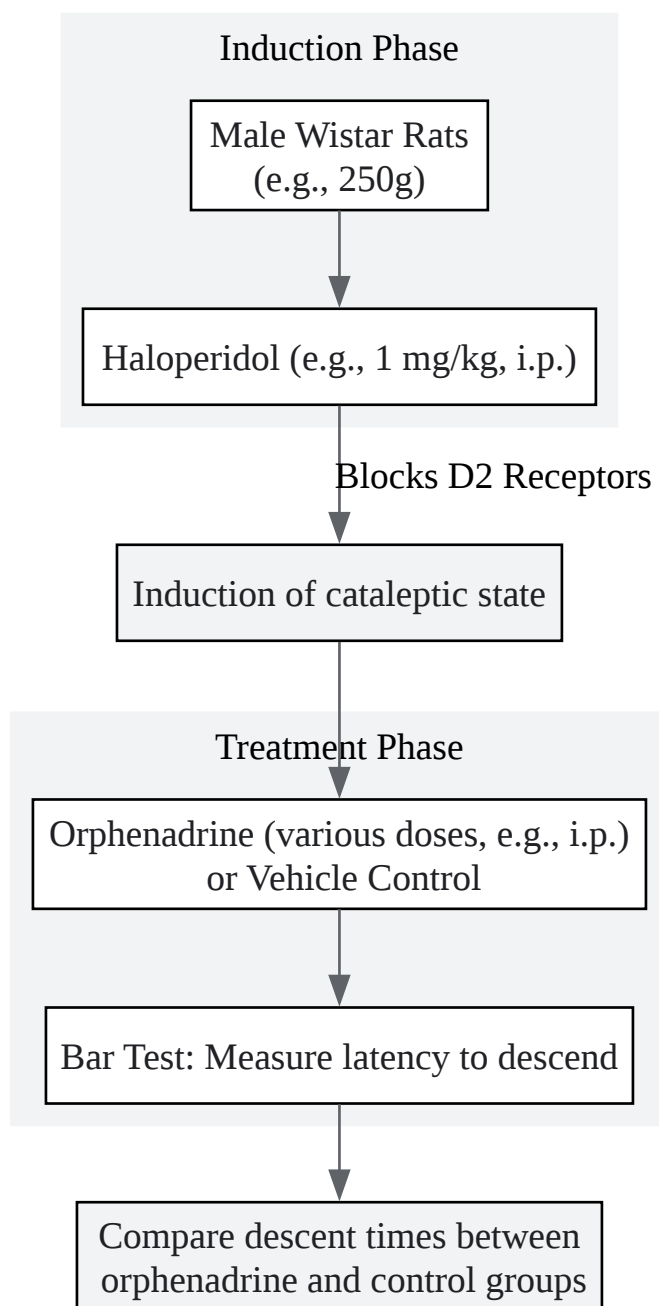 Induction Phase
Male Wistar Rats
(e.g., 250g)
Haloperidol (e.g., 1 mg/kg, i.p.)
Blocks D2 Receptors
Induction of cataleptic state
Treatment Phase
Orphenadrine (various doses, e.g., i.p.)
or Vehicle Control
Bar Test: Measure latency to descend
Compare descent times between
orphenadrine and control groups